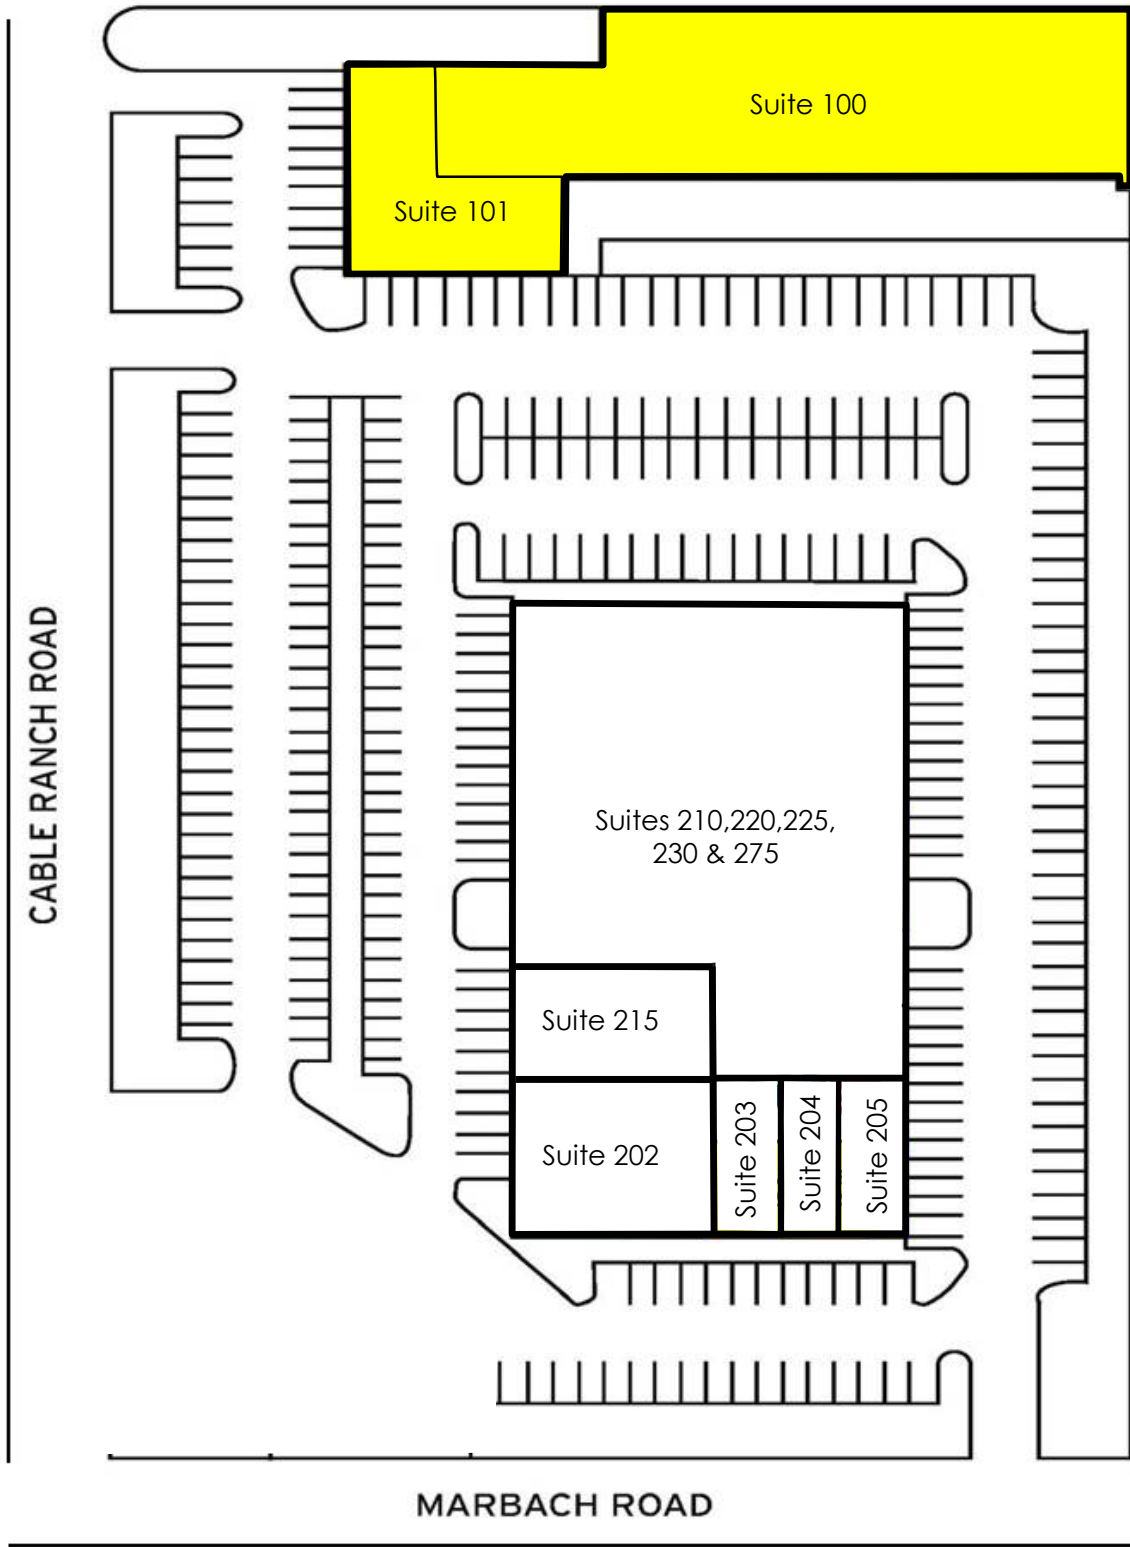 Suite 100
Suite 101
CABLE RANCH ROAD
Suites 210,220,225,
230 & 275
Suite 215
Suite 202
Suite 203
Suite 204
Suite 205
MARBACH ROAD